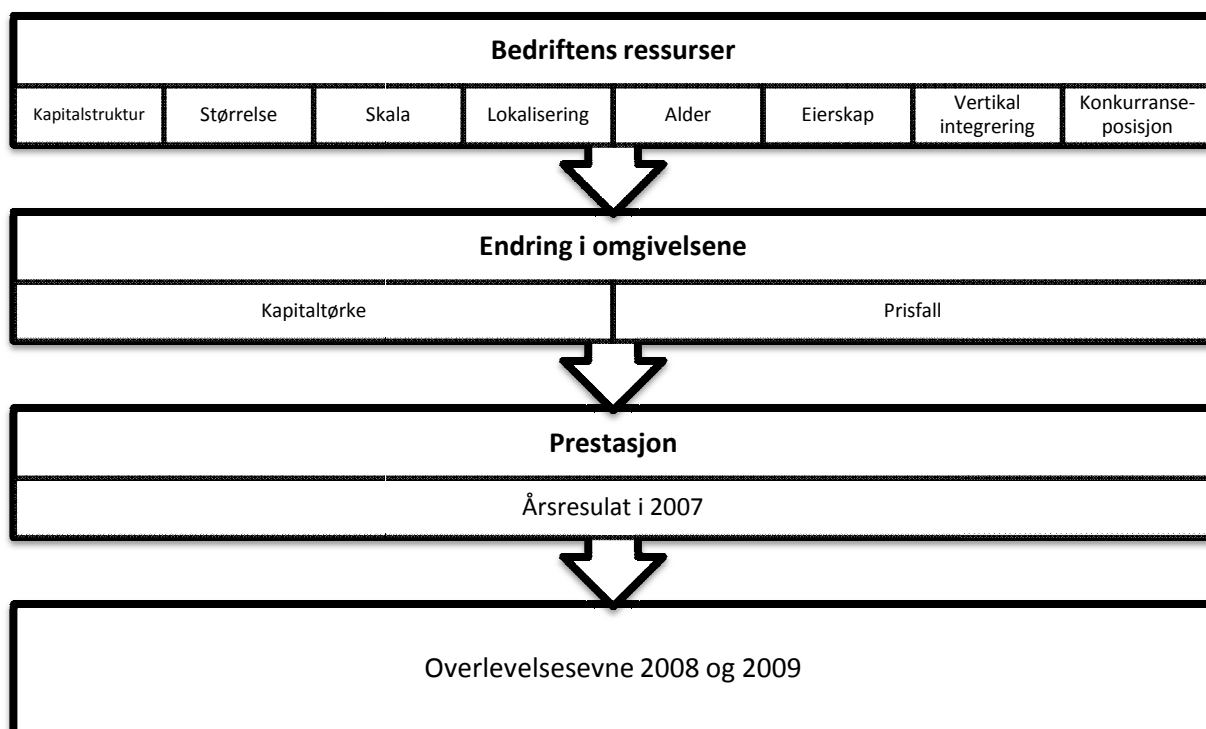 Bedriftens ressurser
Kapitalstruktur
Størrelse
Skala
Lokalisering
Alder
Eierskap
Vertikal
integrering
Konkurranse-
posisjon
Endring i omgivelsene
Kapitaltørke
Prisfall
Prestasjon
Årsresulat i 2007
Overlevelsesevne 2008 og 2009